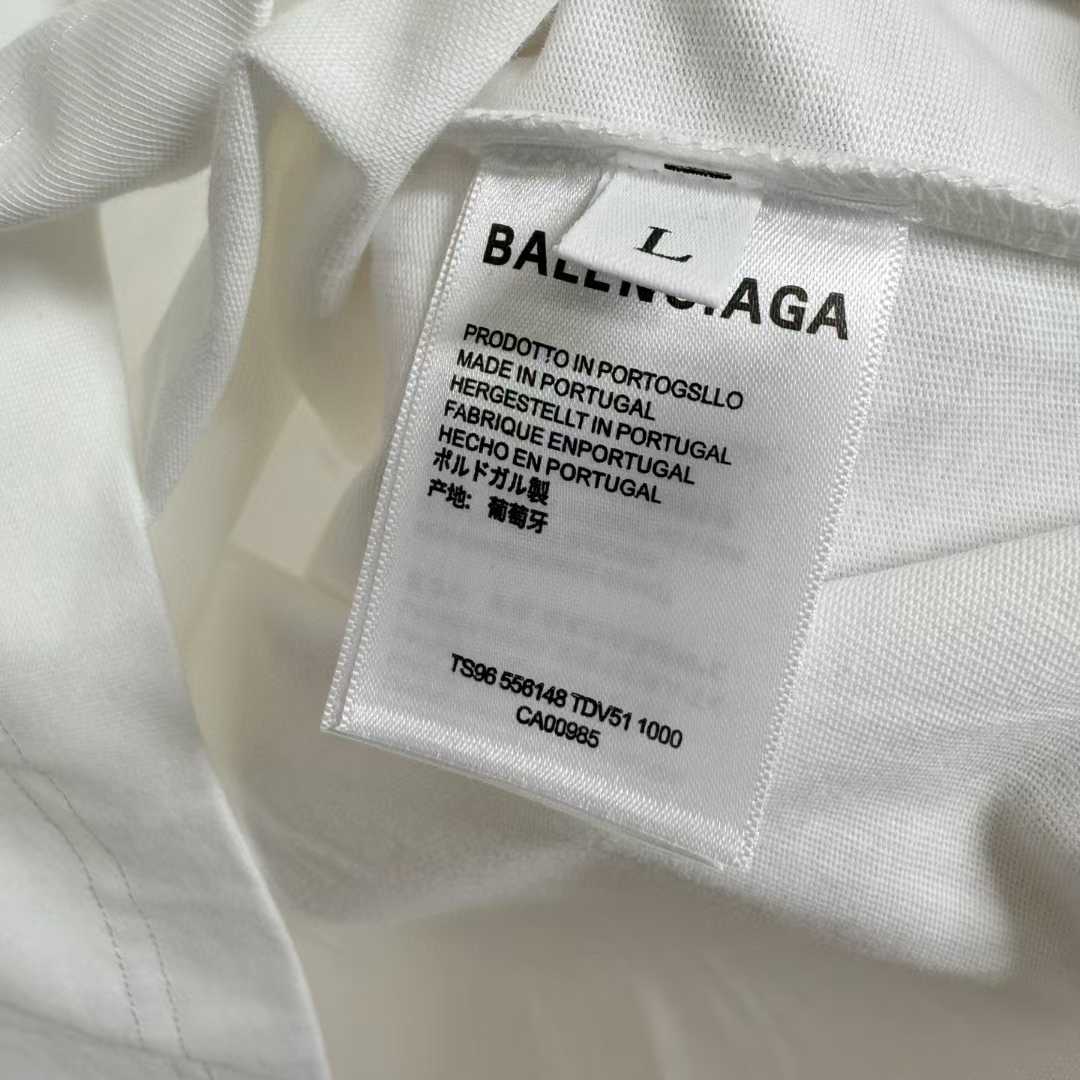 L
BALENCIAGA
PRODOTTO IN PORTOGSLLO
MADE IN PORTUGAL
HERGESTELLT IN PORTUGAL
FABRIQUE ENPORTUGAL
HECHO EN PORTUGAL
ポルドガル製
产地: 葡萄牙
TS96 556148 TDV51 1000
CA00985